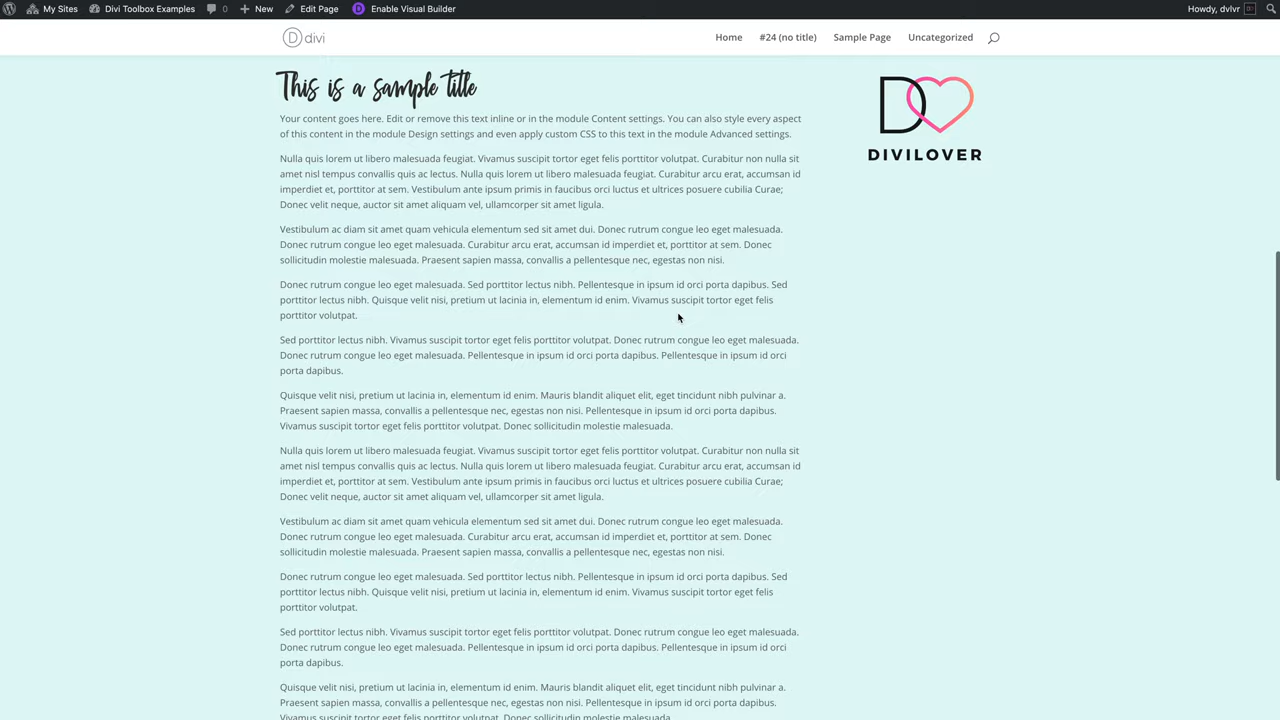 My Sites
Divi Toolbox Examples
0
New
Edit Page
Enable Visual Builder
Howdy, dvlvr
D divi
Home
#24 (no title)
Sample Page
Uncategorized
This is a sample title
Your content goes here. Edit or remove this text inline or in the module Content settings. You can also style every aspect
of this content in the module Design settings and even apply custom CSS to this text in the module Advanced settings.
Nulla quis lorem ut libero malesuada feugiat. Vivamus suscipit tortor eget felis porttitor volutpat. Curabitur non nulla sit
amet nisl tempus convallis quis ac lectus. Nulla quis lorem ut libero malesuada feugiat. Curabitur arcu erat, accumsan id
imperdiet et, porttitor at sem. Vestibulum ante ipsum primis in faucibus orci luctus et ultrices posuere cubilia Curae;
Donec velit neque, auctor sit amet aliquam vel, ullamcorper sit amet ligula.
Vestibulum ac diam sit amet quam vehicula elementum sed sit amet dui. Donec rutrum congue leo eget malesuada.
Donec rutrum congue leo eget malesuada. Curabitur arcu erat, accumsan id imperdiet et, porttitor at sem. Donec
sollicitudin molestie malesuada. Praesent sapien massa, convallis a pellentesque nec, egestas non nisi.
Donec rutrum congue leo eget malesuada. Sed porttitor lectus nibh. Pellentesque in ipsum id orci porta dapibus. Sed
porttitor lectus nibh. Quisque velit nisi, pretium ut lacinia in, elementum id enim. Vivamus suscipit tortor eget felis
porttitor volutpat.
Sed porttitor lectus nibh. Vivamus suscipit tortor eget felis porttitor volutpat. Donec rutrum congue leo eget malesuada.
Donec rutrum congue leo eget malesuada. Pellentesque in ipsum id orci porta dapibus. Pellentesque in ipsum id orci
porta dapibus.
Quisque velit nisi, pretium ut lacinia in, elementum id enim. Mauris blandit aliquet elit, eget tincidunt nibh pulvinar a.
Praesent sapien massa, convallis a pellentesque nec, egestas non nisi. Pellentesque in ipsum id orci porta dapibus.
Vivamus suscipit tortor eget felis porttitor volutpat. Donec sollicitudin molestie malesuada.
Nulla quis lorem ut libero malesuada feugiat. Vivamus suscipit tortor eget felis porttitor volutpat. Curabitur non nulla sit
amet nisl tempus convallis quis ac lectus. Nulla quis lorem ut libero malesuada feugiat. Curabitur arcu erat, accumsan id
imperdiet et, porttitor at sem. Vestibulum ante ipsum primis in faucibus orci luctus et ultrices posuere cubilia Curae;
Donec velit neque, auctor sit amet aliquam vel, ullamcorper sit amet ligula.
Vestibulum ac diam sit amet quam vehicula elementum sed sit amet dui. Donec rutrum congue leo eget malesuada.
Donec rutrum congue leo eget malesuada. Curabitur arcu erat, accumsan id imperdiet et, porttitor at sem. Donec
sollicitudin molestie malesuada. Praesent sapien massa, convallis a pellentesque nec, egestas non nisi.
Donec rutrum congue leo eget malesuada. Sed porttitor lectus nibh. Pellentesque in ipsum id orci porta dapibus. Sed
porttitor lectus nibh. Quisque velit nisi, pretium ut lacinia in, elementum id enim. Vivamus suscipit tortor eget felis
porttitor volutpat.
Sed porttitor lectus nibh. Vivamus suscipit tortor eget felis porttitor volutpat. Donec rutrum congue leo eget malesuada.
Donec rutrum congue leo eget malesuada. Pellentesque in ipsum id orci porta dapibus. Pellentesque in ipsum id orci
porta dapibus.
Quisque velit nisi, pretium ut lacinia in, elementum id enim. Mauris blandit aliquet elit, eget tincidunt nibh pulvinar a.
Praesent sapien massa, convallis a pellentesque nec, egestas non nisi. Pellentesque in ipsum id orci porta dapibus.
Vivamus suscipit tortor eget felis porttitor volutpat. Donec sollicitudin molestie malesuada.
DIVILOVER